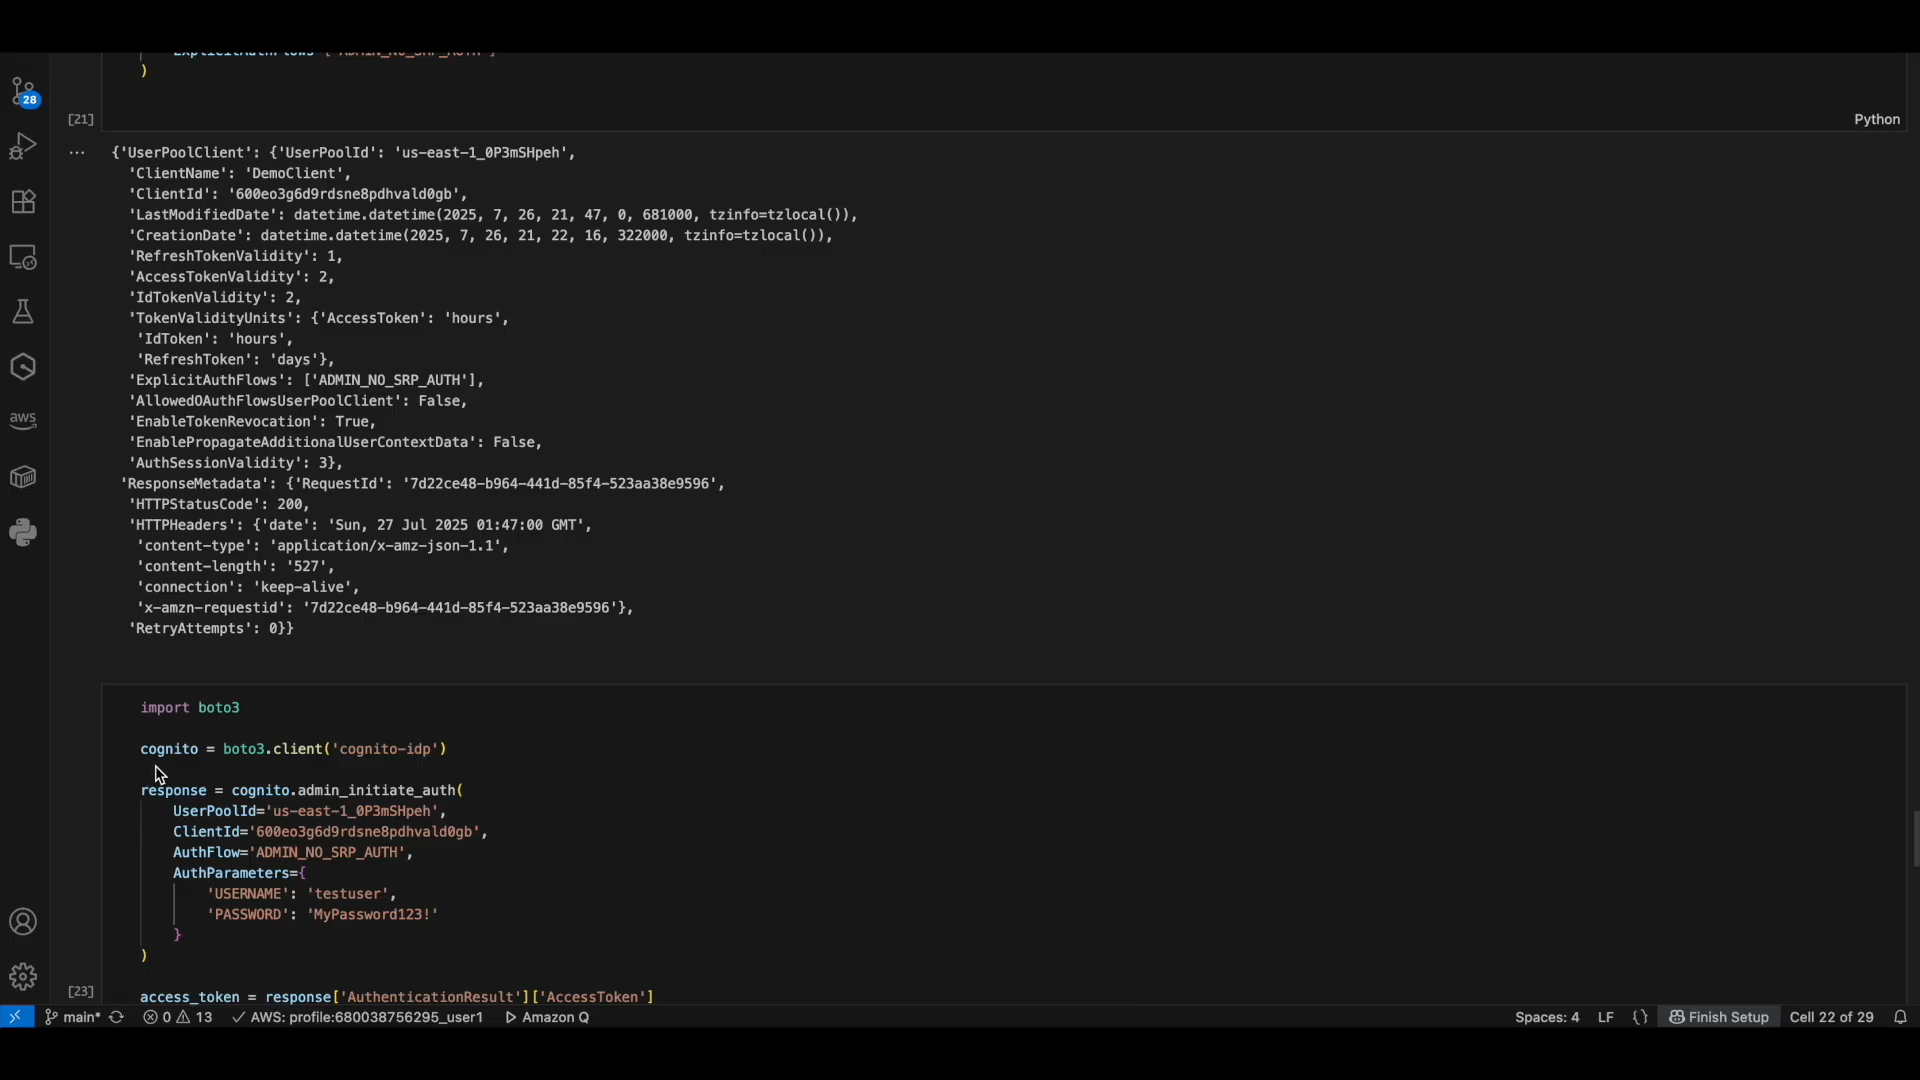 ExplicitAuthFlows=['ADMIN_NO_SRP_AUTH']
)
[21]
Python
28
...
{'UserPoolClient': {'UserPoolId': 'us-east-1_0P3mSHpeh',
'ClientName': 'DemoClient',
'ClientId': '600eo3g6d9rdsne8pdhvald0gb',
'LastModifiedDate': datetime.datetime(2025, 7, 26, 21, 47, 0, 681000, tzinfo=tzlocal()),
'CreationDate': datetime.datetime(2025, 7, 26, 21, 22, 16, 322000, tzinfo=tzlocal()),
'RefreshTokenValidity': 1,
'AccessTokenValidity': 2,
'IdTokenValidity': 2,
'TokenValidityUnits': {'AccessToken': 'hours',
'IdToken': 'hours',
'RefreshToken': 'days'},
'ExplicitAuthFlows': ['ADMIN_NO_SRP_AUTH'],
'AllowedOAuthFlowsUserPoolClient': False,
'EnableTokenRevocation': True,
'EnablePropagateAdditionalUserContextData': False,
'AuthSessionValidity': 3},
'ResponseMetadata': {'RequestId': '7d22ce48-b964-441d-85f4-523aa38e9596',
'HTTPStatusCode': 200,
'HTTPHeaders': {'date': 'Sun, 27 Jul 2025 01:47:00 GMT',
'content-type': 'application/x-amz-json-1.1',
'content-length': '527',
'connection': 'keep-alive',
'x-amzn-requestid': '7d22ce48-b964-441d-85f4-523aa38e9596'},
'RetryAttempts': 0}}
aws
import boto3
cognito = boto3.client('cognito-idp')
response = cognito.admin_initiate_auth(
UserPoolId='us-east-1_0P3mSHpeh',
ClientId='600eo3g6d9rdsne8pdhvald0gb',
AuthFlow='ADMIN_NO_SRP_AUTH',
AuthParameters={
'USERNAME': 'testuser',
'PASSWORD': 'MyPassword123!'
}
)
[23]
access_token = response['AuthenticationResult']['AccessToken']
main* 0 13 AWS: profile:680038756295_user1 Amazon Q Spaces: 4 LF {} Finish Setup Cell 22 of 29